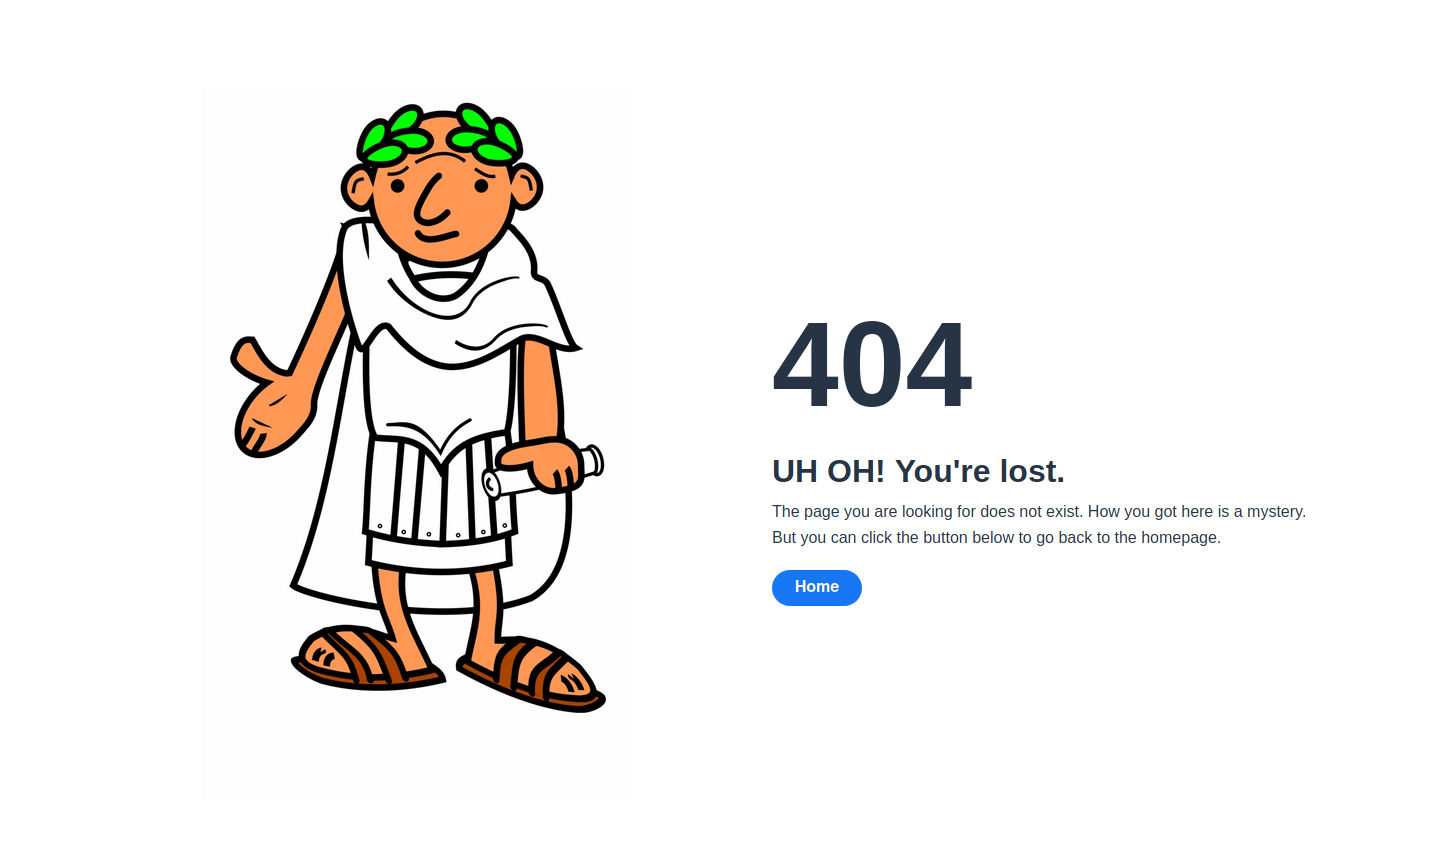 404
UH OH! You're lost.
The page you are looking for does not exist. How you got here is a mystery.
But you can click the button below to go back to the homepage.
Home